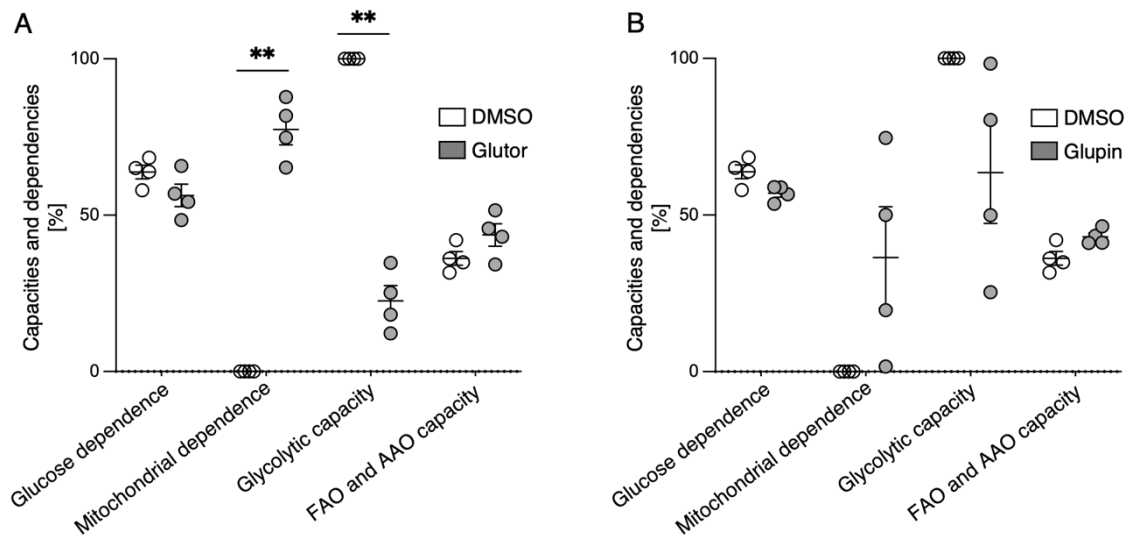 A
Capacities and dependencies
[%]
100
50
0
**
**
DMSO
Glutor
Glucose dependence
Mitochondrial dependence
Glycolytic capacity
FAO and AAO capacity
B
Capacities and dependencies
[%]
100
50
0
DMSO
Glupin
Glucose dependence
Mitochondrial dependence
Glycolytic capacity
FAO and AAO capacity